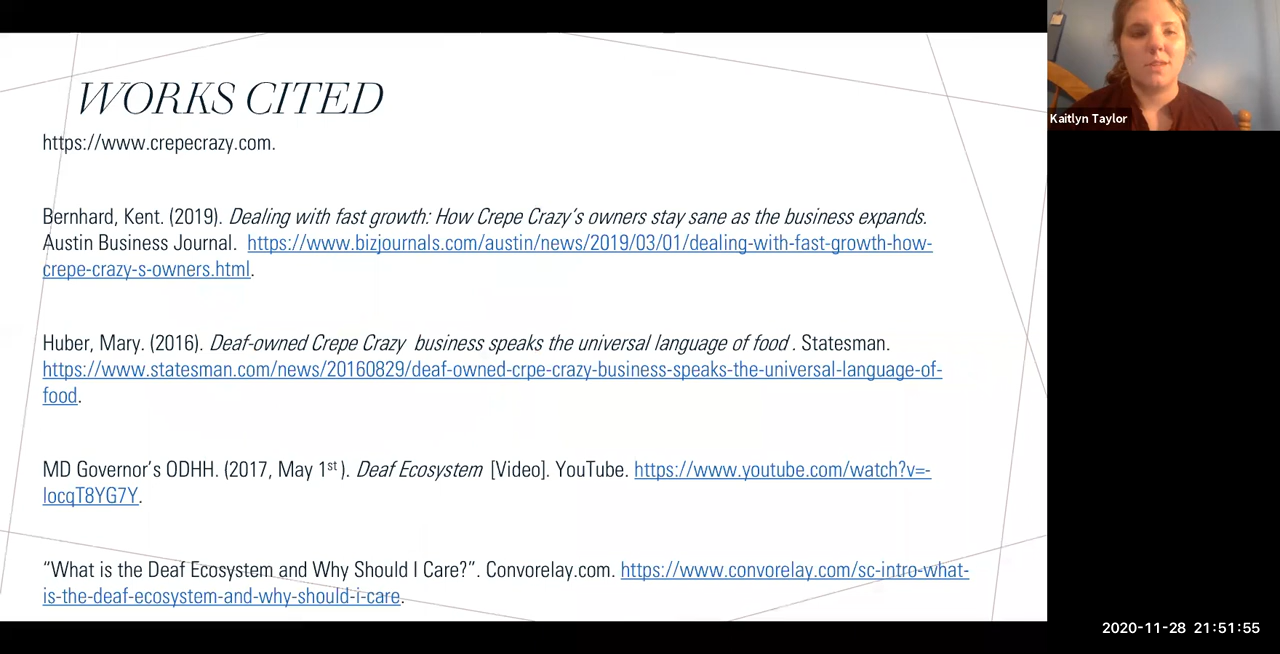 WORKS CITED
https://www.crepecrazy.com.
Bernhard, Kent. (2019). Dealing with fast growth: How Crepe Crazy's owners stay sane as the business expands.
Austin Business Journal. https://www.bizjournals.com/austin/news/2019/03/01/dealing-with-fast-growth-how-
crepe-crazy-s-owners.html.
Huber, Mary. (2016). Deaf-owned Crepe Crazy business speaks the universal language of food . Statesman.
https://www.statesman.com/news/20160829/deaf-owned-crpe-crazy-business-speaks-the-universal-language-of-
food.
MD Governor's ODHH. (2017, May 1st ). Deaf Ecosystem [Video]. YouTube. https://www.youtube.com/watch?v=-
IocqT8YG7Y.
“What is the Deaf Ecosystem and Why Should I Care?”. Convorelay.com. https://www.convorelay.com/sc-intro-what-
is-the-deaf-ecosystem-and-why-should-i-care.
Kaitlyn Taylor
2020-11-28 21:51:55